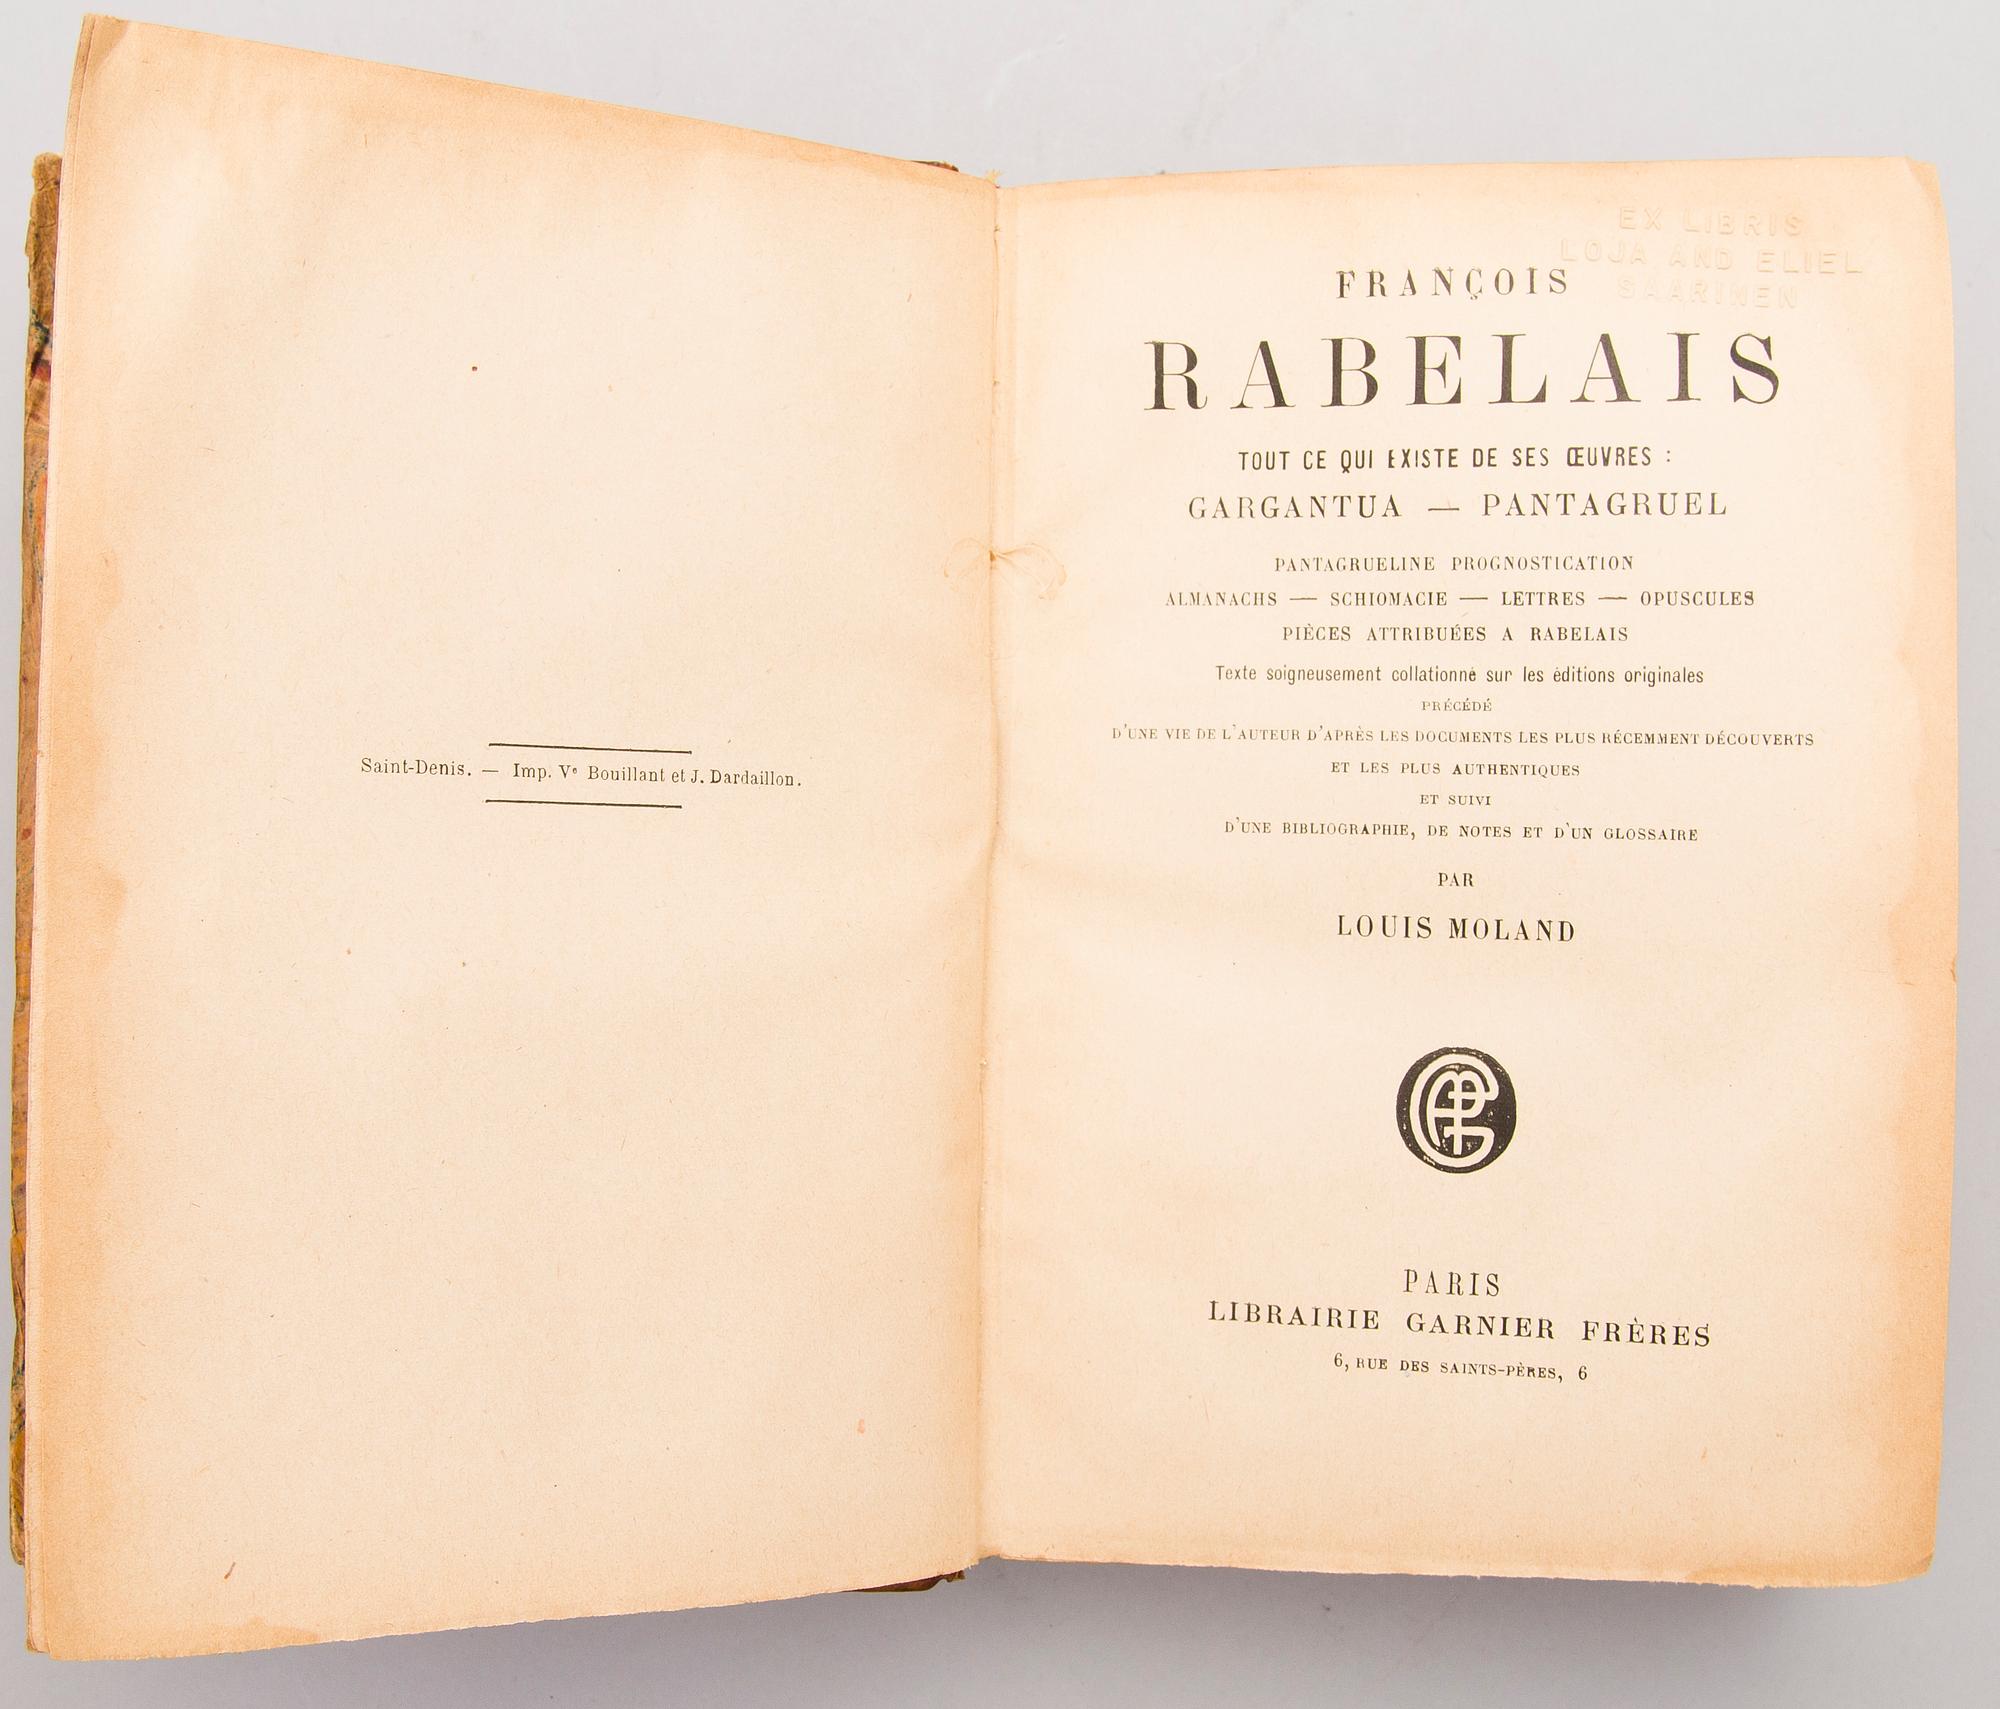 Saint-Denis. — Imp. Vᵉ Bouillant et J. Dardaillon.
EX LIBRIS
LOJA AND ELIEL
SAARINEN
FRANÇOIS
RABELAIS
TOUT CE QUI EXISTE DE SES ŒUVRES :
GARGANTUA — PANTAGRUEL
PANTAGRUELINE PROGNOSTICATION
ALMANACHS — SCHIOMACIE — LETTRES — OPUSCULES
PIÈCES ATTRIBUÉES A RABELAIS
Texte soigneusement collationné sur les éditions originales
PRÉCÉDÉ
D'UNE VIE DE L'AUTEUR D'APRÈS LES DOCUMENTS LES PLUS RÉCEMMENT DÉCOUVERTS
ET LES PLUS AUTHENTIQUES
ET SUIVI
D'UNE BIBLIOGRAPHIE, DE NOTES ET D'UN GLOSSAIRE
PAR
LOUIS MOLAND
PARIS
LIBRAIRIE GARNIER FRÈRES
6, RUE DES SAINTS-PÈRES, 6